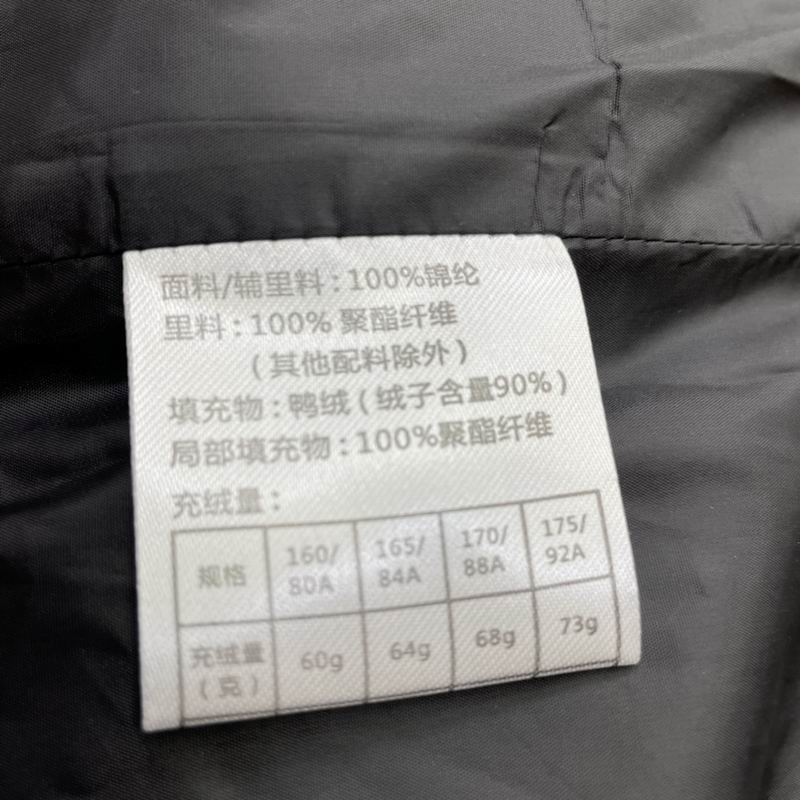 面料/辅里料：100%锦纶
里料：100% 聚酯纤维
（其他配料除外）
填充物：鸭绒（绒子含量90%）
局部填充物：100%聚酯纤维
充绒量：
规格 160/80A 165/84A 170/88A 175/92A
充绒量（克） 60g 64g 68g 73g